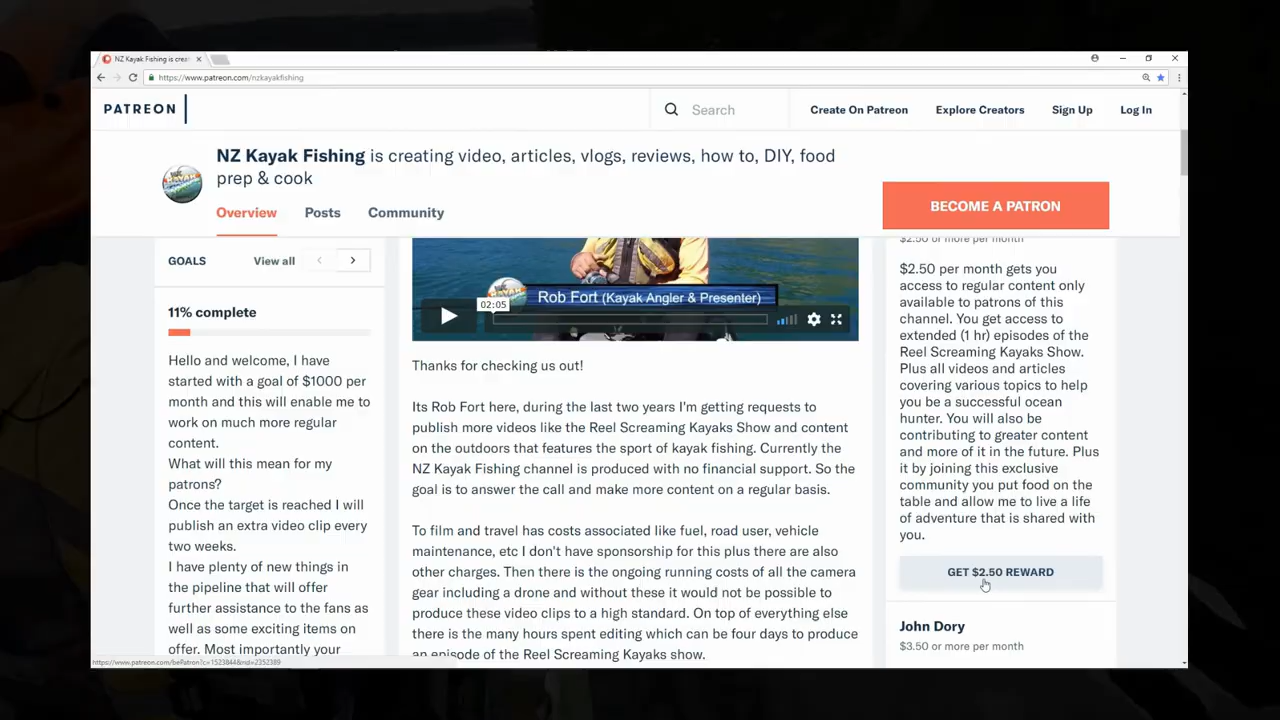 NZ Kayak Fishing is crea
https://www.patreon.com/nzkayakfishing
PATREON
Search
Create On Patreon
Explore Creators
Sign Up
Log In
NZ Kayak Fishing is creating video, articles, vlogs, reviews, how to, DIY, food
prep & cook
Overview
Posts
Community
BECOME A PATRON
GOALS
View all
11% complete
Hello and welcome, I have
started with a goal of $1000 per
month and this will enable me to
work on much more regular
content.
What will this mean for my
patrons?
Once the target is reached I will
publish an extra video clip every
two weeks.
I have plenty of new things in
the pipeline that will offer
further assistance to the fans as
well as some exciting items on
offer. Most importantly your
02:05
Rob Fort (Kayak Angler & Presenter)
Thanks for checking us out!
Its Rob Fort here, during the last two years I'm getting requests to
publish more videos like the Reel Screaming Kayaks Show and content
on the outdoors that features the sport of kayak fishing. Currently the
NZ Kayak Fishing channel is produced with no financial support. So the
goal is to answer the call and make more content on a regular basis.
To film and travel has costs associated like fuel, road user, vehicle
maintenance, etc I don't have sponsorship for this plus there are also
other charges. Then there is the ongoing running costs of all the camera
gear including a drone and without these it would not be possible to
produce these video clips to a high standard. On top of everything else
there is the many hours spent editing which can be four days to produce
an episode of the Reel Screaming Kayaks show.
$2.50 or more per month
$2.50 per month gets you
access to regular content only
available to patrons of this
channel. You get access to
extended (1 hr) episodes of the
Reel Screaming Kayaks Show.
Plus all videos and articles
covering various topics to help
you be a successful ocean
hunter. You will also be
contributing to greater content
and more of it in the future. Plus
it by joining this exclusive
community you put food on the
table and allow me to live a life
of adventure that is shared with
you.
GET $2.50 REWARD
John Dory
$3.50 or more per month